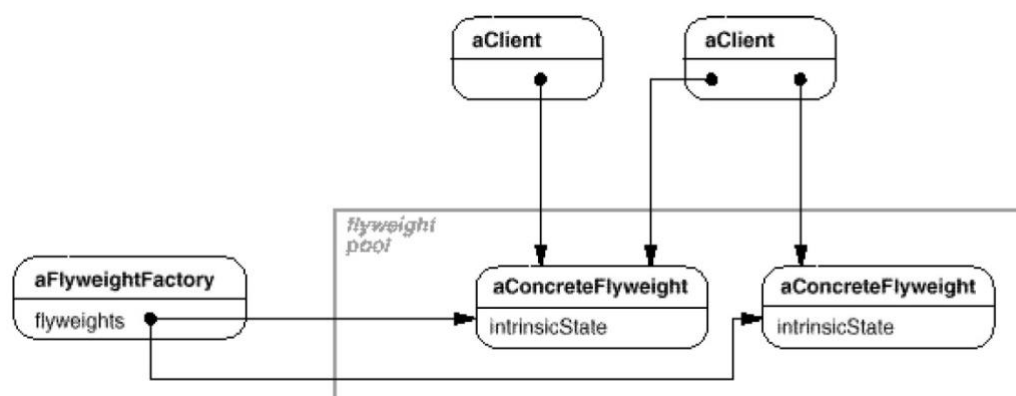 aClient
aClient
flyweight
pool
aFlyweightFactory
flyweights
aConcreteFlyweight
intrinsicState
aConcreteFlyweight
intrinsicState